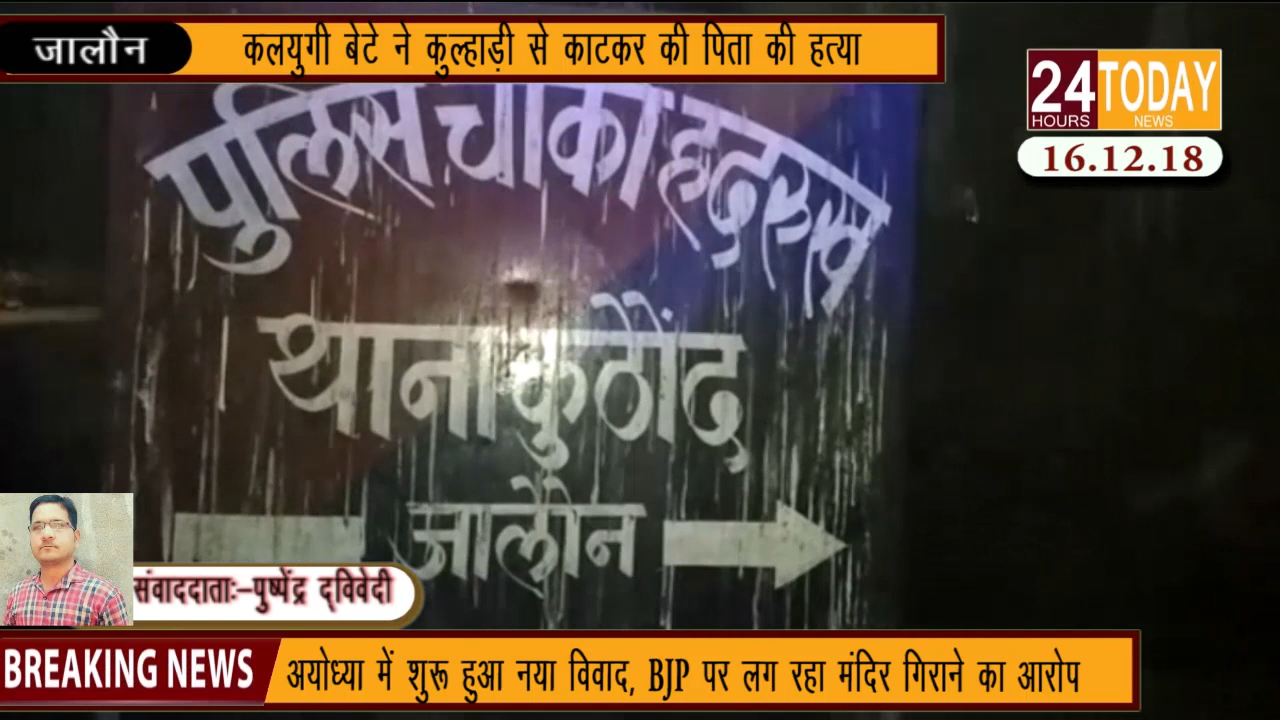 जालौन
कलयुगी बेटे ने कुल्हाड़ी से काटकर की पिता की हत्या
24 TODAY
HOURS NEWS
16.12.18
पुलिस चौकी हदरुख
थाना कुठौंद
जालौन
संवाददाताः-पुष्पेंद्र द्विवेदी
BREAKING NEWS
अयोध्या में शुरू हुआ नया विवाद, BJP पर लग रहा मंदिर गिराने का आरोप